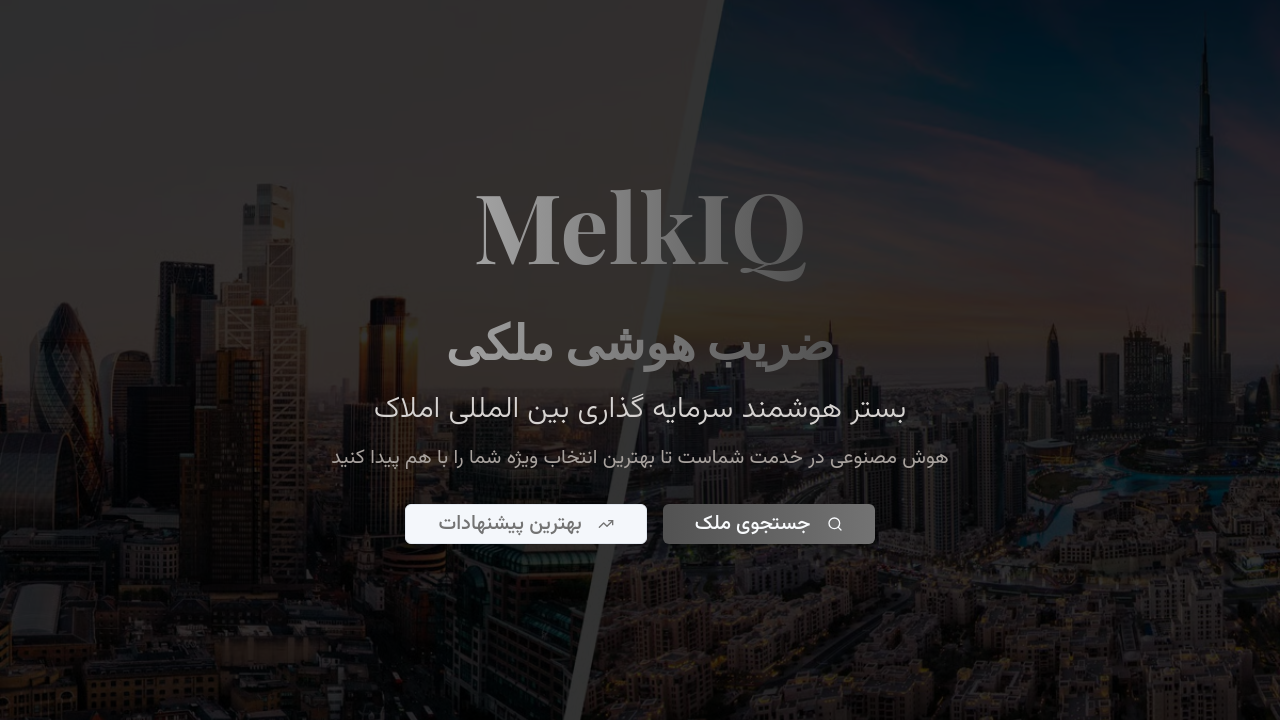 MelkIQ
ضریب هوشی ملکی
بستر هوشمند سرمایه گذاری بین المللی املاک
هوش مصنوعی در خدمت شماست تا بهترین انتخاب ویژه شما را با هم پیدا کنید
جستجوی ملک
بهترین پیشنهادات